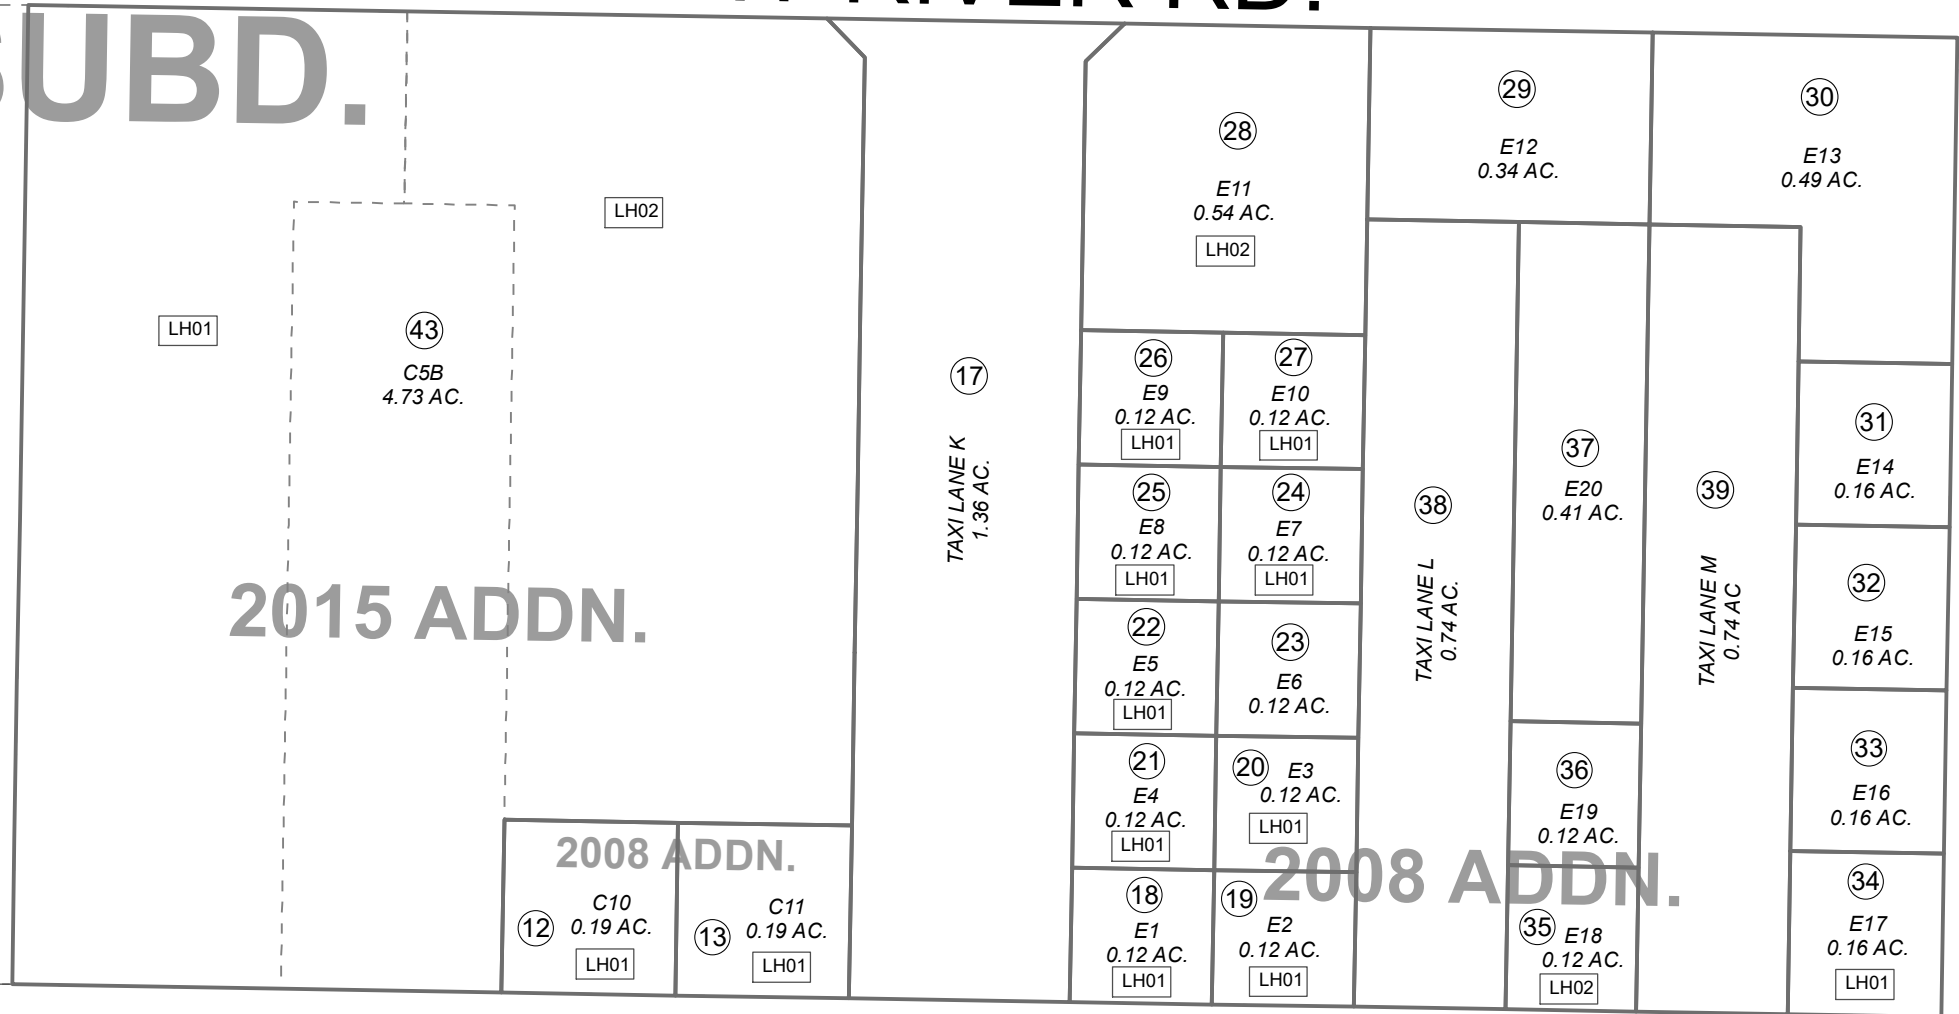 RIVER RD.
SUBD.
LH01
LH02
43
C5B
4.73 AC.
2015 ADDN.
2008 ADDN.
12
C10
0.19 AC.
LH01
13
C11
0.19 AC.
LH01
17
TAXI LANE K
1.36 AC.
28
E11
0.54 AC.
LH02
26
E9
0.12 AC.
LH01
27
E10
0.12 AC.
LH01
25
E8
0.12 AC.
LH01
24
E7
0.12 AC.
LH01
22
E5
0.12 AC.
LH01
23
E6
0.12 AC.
21
E4
0.12 AC.
LH01
20
E3
0.12 AC.
LH01
18
E1
0.12 AC.
LH01
19
E2
0.12 AC.
LH01
2008 ADDN.
29
E12
0.34 AC.
38
TAXI LANE L
0.74 AC.
37
E20
0.41 AC.
36
E19
0.12 AC.
35
E18
0.12 AC.
LH02
39
TAXI LANE M
0.74 AC
30
E13
0.49 AC.
31
E14
0.16 AC.
32
E15
0.16 AC.
33
E16
0.16 AC.
34
E17
0.16 AC.
LH01